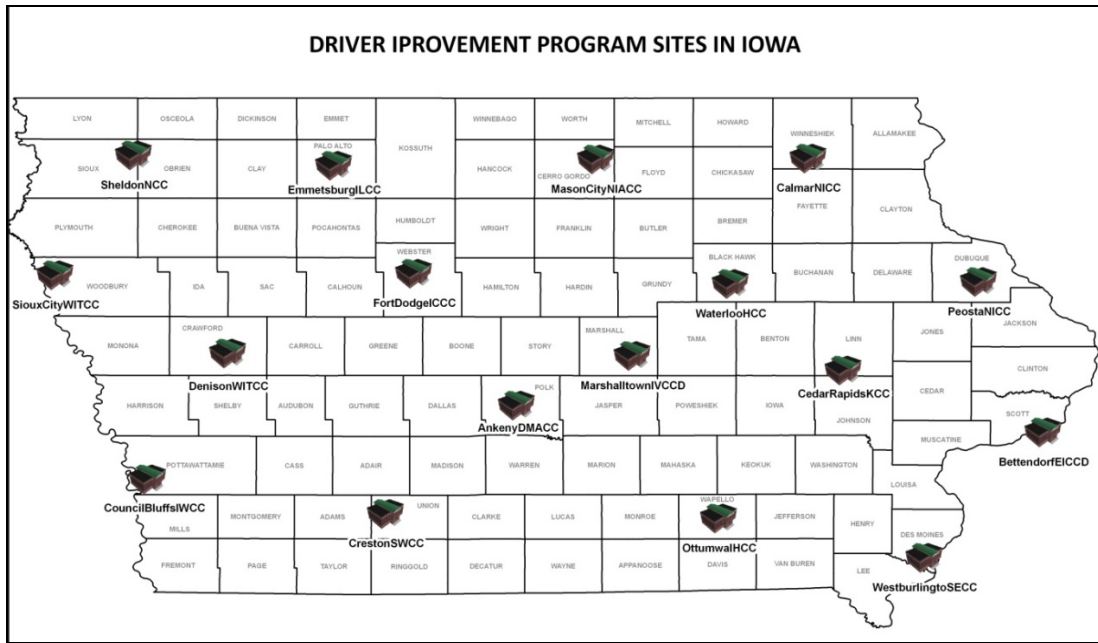 DRIVER IPROVEMENT PROGRAM SITES IN IOWA
LYON
OSCEOLA
DICKINSON
EMMET
KOSSUTH
WINNEBAGO
WORTH
MITCHELL
HOWARD
WINNESHIEK
ALLAMAKEE
SIOUX
OBRIEN
CLAY
PALO ALTO
HANCOCK
CERRO GORDO
FLOYD
CHICKASAW
SheldonNCC
EmmetsburgILCC
MasonCityNIACC
CalmarNICC
FAYETTE
CLAYTON
PLYMOUTH
CHEROKEE
BUENA VISTA
POCAHONTAS
HUMBOLDT
WRIGHT
FRANKLIN
BUTLER
BREMER
WEBSTER
BLACK HAWK
DUBUQUE
WOODBURY
IDA
SAC
CALHOUN
HAMILTON
HARDIN
GRUNDY
BUCHANAN
DELAWARE
SiouxCityWITCC
FortDodgeICCC
WaterlooHCC
PeostaNICC
MONONA
CRAWFORD
CARROLL
GREENE
BOONE
STORY
MARSHALL
TAMA
BENTON
LINN
JONES
JACKSON
CLINTON
DenisonWITCC
MarshalltownIVCCD
CedarRapidsKCC
HARRISON
SHELBY
AUDUBON
GUTHRIE
DALLAS
POLK
JASPER
POWESHIEK
IOWA
JOHNSON
CEDAR
SCOTT
MUSCATINE
AnkenyDMACC
BettendorfEICCD
POTTAWATTAMIE
CASS
ADAIR
MADISON
WARREN
MARION
MAHASKA
KEOKUK
WASHINGTON
LOUISA
CouncilBluffsIWCC
MILLS
MONTGOMERY
ADAMS
UNION
CLARKE
LUCAS
MONROE
WAPELLO
JEFFERSON
HENRY
DES MOINES
CrestonSWCC
OttumwaIHCC
FREMONT
PAGE
TAYLOR
RINGGOLD
DECATUR
WAYNE
APPANOOSE
DAVIS
VAN BUREN
LEE
WestburlingtoSECC